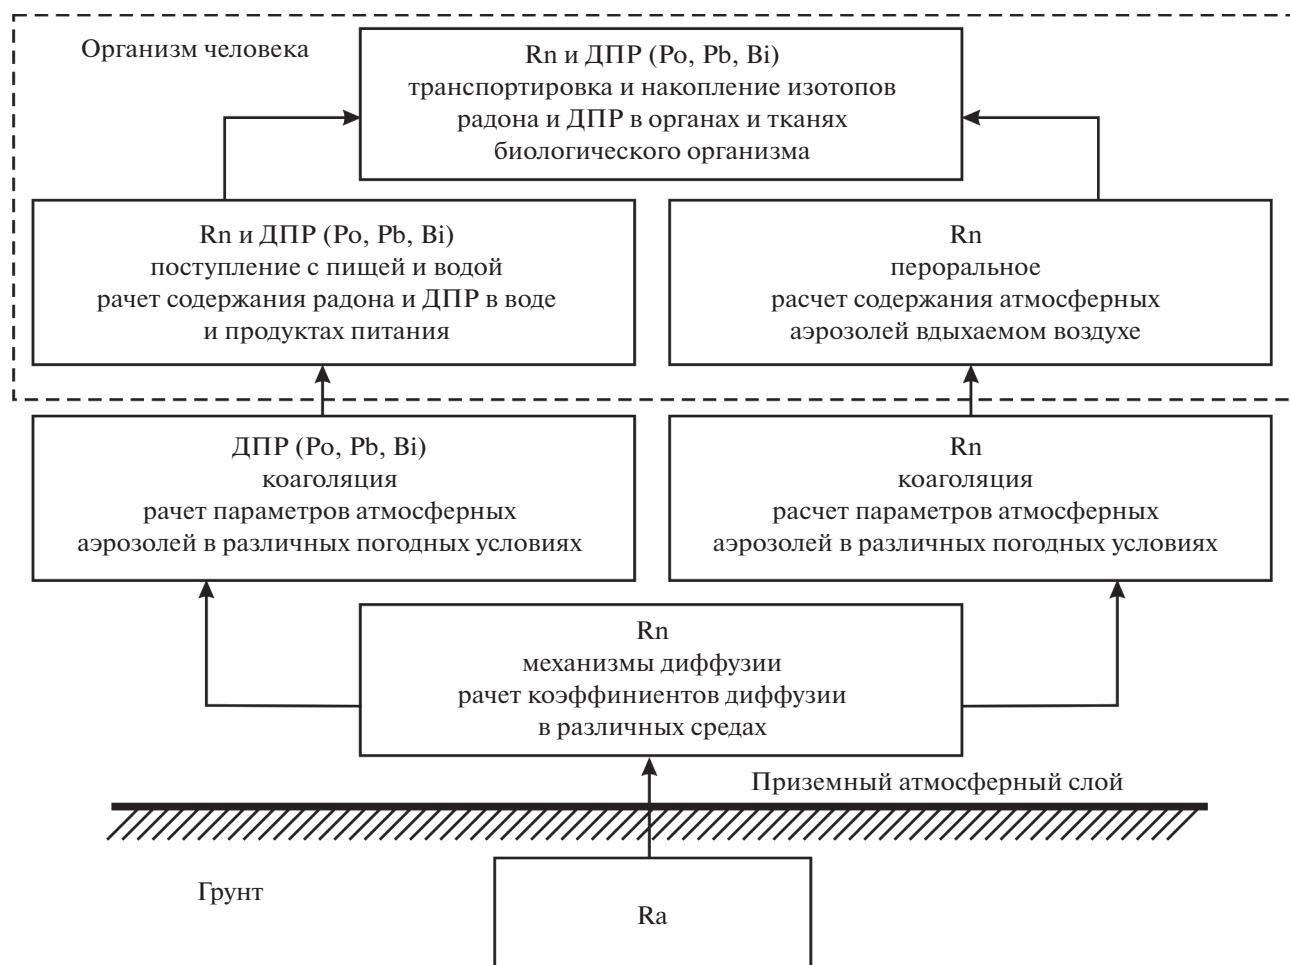 Организм человека
Rn и ДПР (Po, Pb, Bi)
транспортировка и накопление изотопов
радона и ДПР в органах и тканях
биологического организма
Rn и ДПР (Po, Pb, Bi)
поступление с пищей и водой
рачет содержания радона и ДПР в воде
и продуктах питания
Rn
пероральное
расчет содержания атмосферных
аэрозолей вдыхаемом воздухе
ДПР (Po, Pb, Bi)
коаголяция
рачет параметров атмосферных
аэрозолей в различных погодных условиях
Rn
коаголяция
расчет параметров атмосферных
аэрозолей в различных погодных условиях
Rn
механизмы диффузии
рачет коэффиниентов диффузии
в различных средах
Приземный атмосферный слой
Грунт
Ra